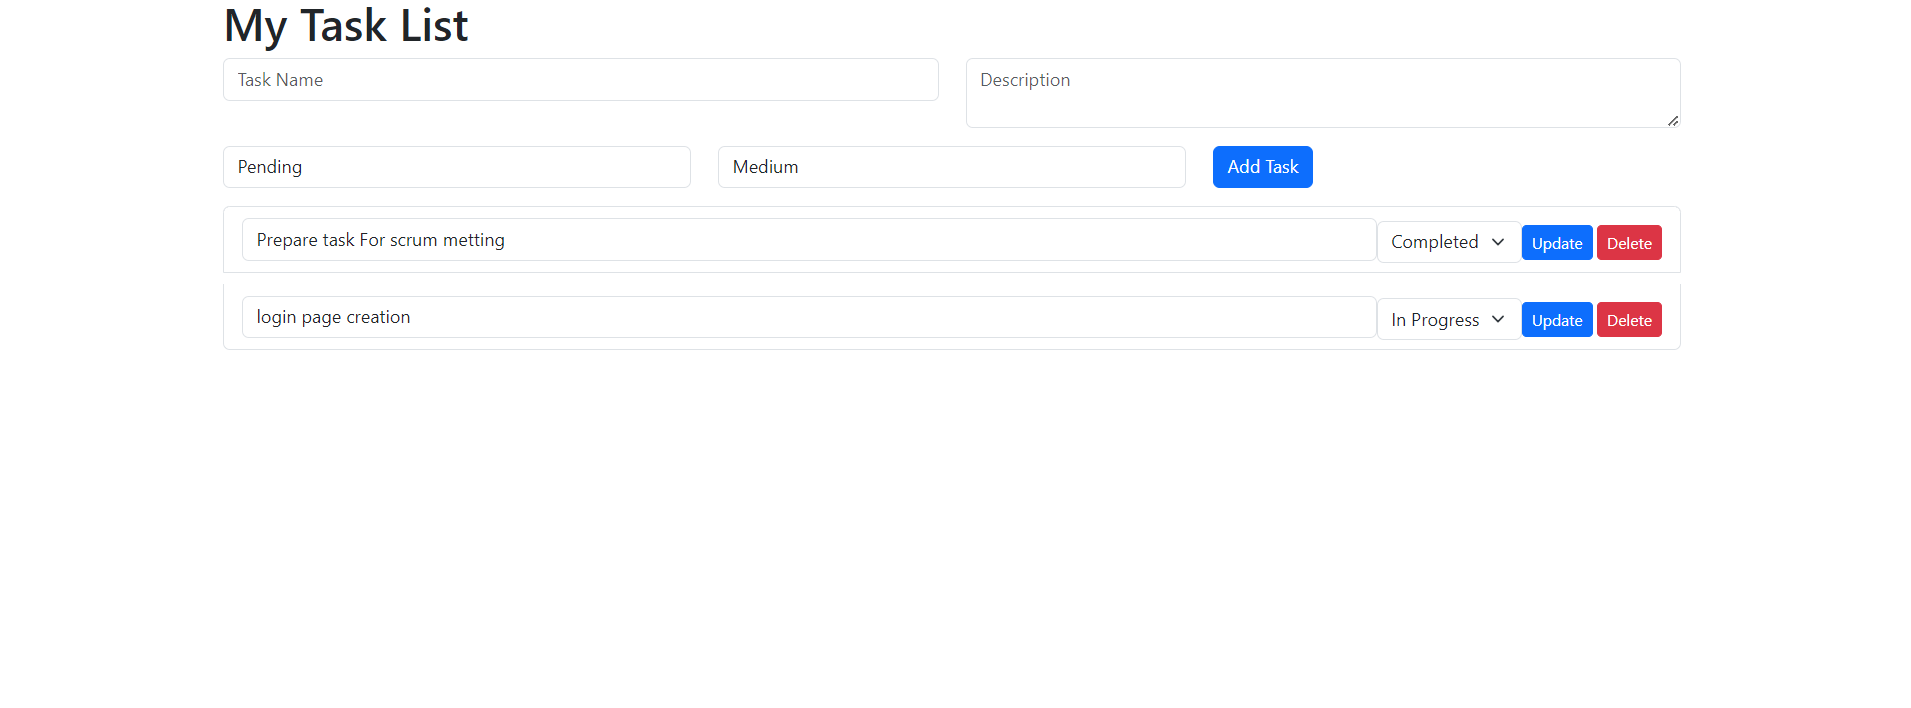 My Task List
Task Name Description
Pending Medium Add Task
Prepare task For scrum metting Completed Update Delete
login page creation In Progress Update Delete